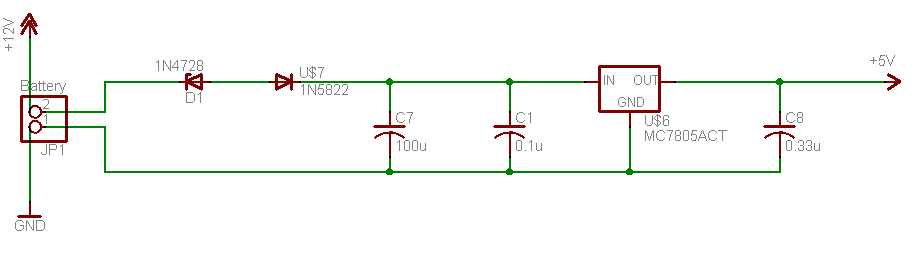 +12V
Battery
2
1
JP1
GND
1N4728
D1
U$7
1N5822
C7
100u
C1
0.1u
IN OUT
GND
U$6
MC7805ACT
C8
0.33u
+5V